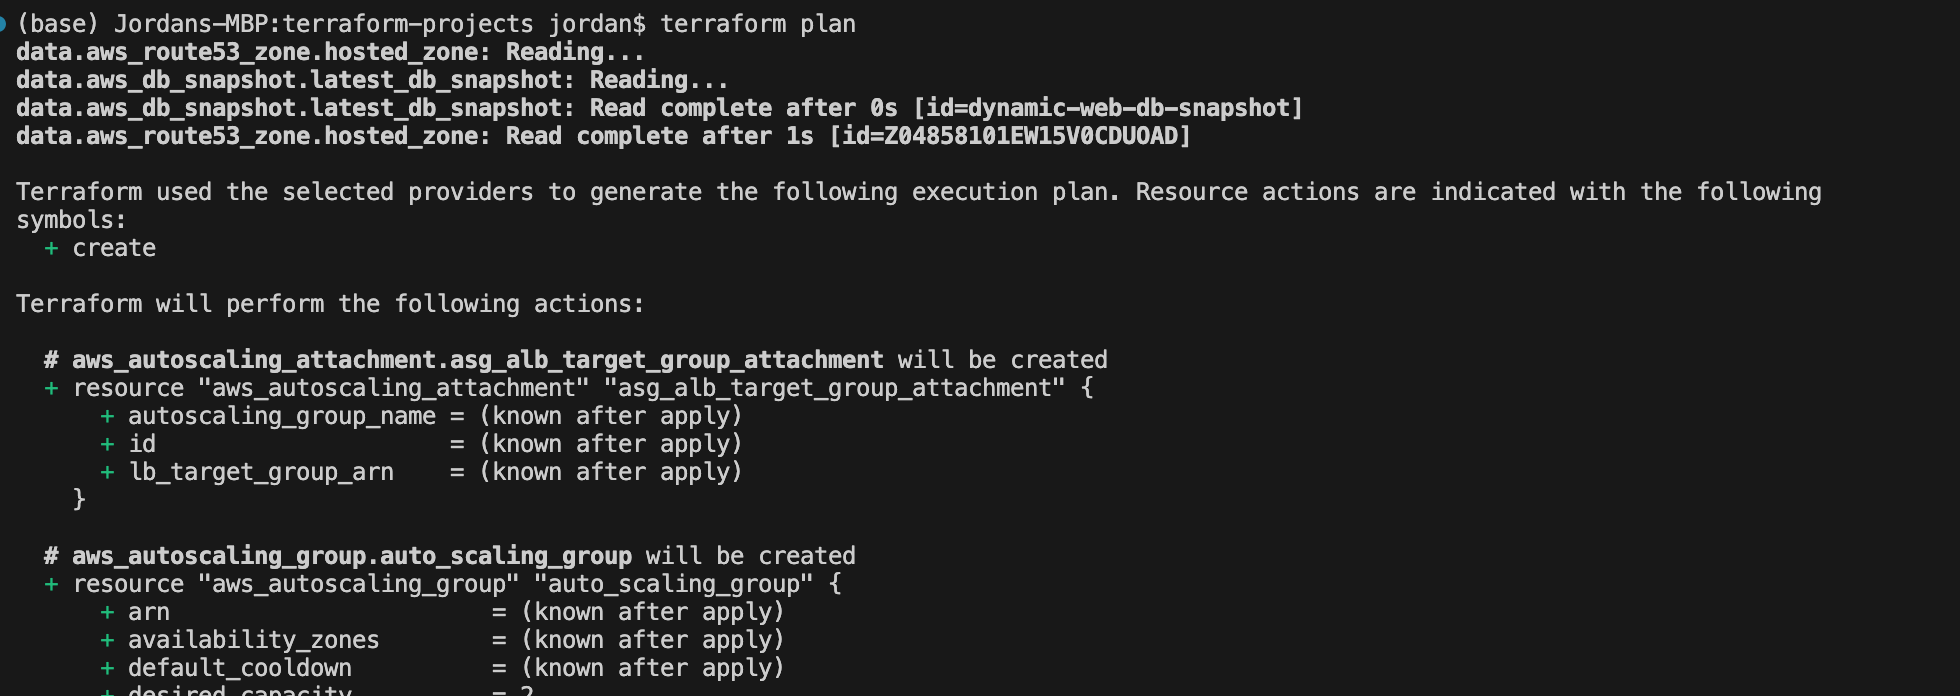 (base) Jordans-MBP:terraform-projects jordan$ terraform plan
data.aws_route53_zone.hosted_zone: Reading...
data.aws_db_snapshot.latest_db_snapshot: Reading...
data.aws_db_snapshot.latest_db_snapshot: Read complete after 0s [id=dynamic-web-db-snapshot]
data.aws_route53_zone.hosted_zone: Read complete after 1s [id=Z04858101EW15V0CDUOAD]

Terraform used the selected providers to generate the following execution plan. Resource actions are indicated with the following
symbols:
  + create

Terraform will perform the following actions:

  # aws_autoscaling_attachment.asg_alb_target_group_attachment will be created
  + resource "aws_autoscaling_attachment" "asg_alb_target_group_attachment" {
      + autoscaling_group_name = (known after apply)
      + id                     = (known after apply)
      + lb_target_group_arn    = (known after apply)
    }

  # aws_autoscaling_group.auto_scaling_group will be created
  + resource "aws_autoscaling_group" "auto_scaling_group" {
      + arn                       = (known after apply)
      + availability_zones        = (known after apply)
      + default_cooldown          = (known after apply)
      + desired_capacity          = 2